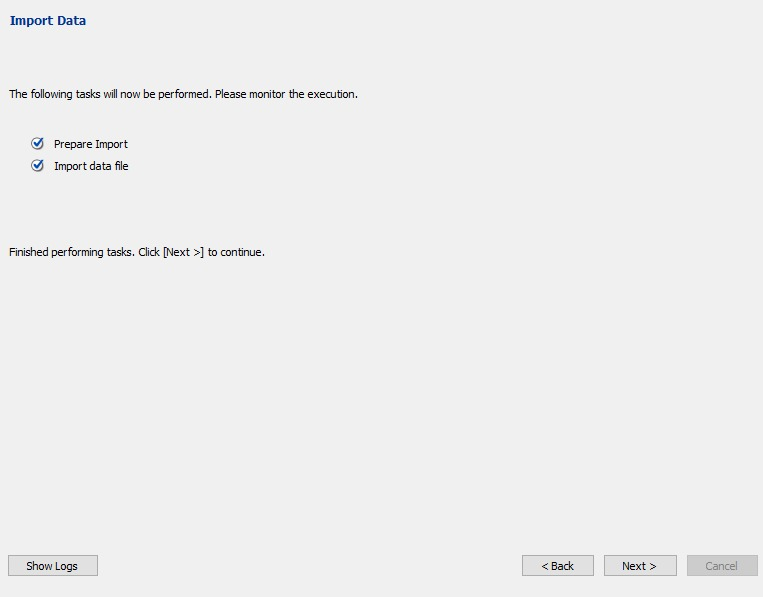 Import Data
The following tasks will now be performed. Please monitor the execution.
Prepare Import
Import data file
Finished performing tasks. Click [Next >] to continue.
Show Logs
< Back
Next >
Cancel